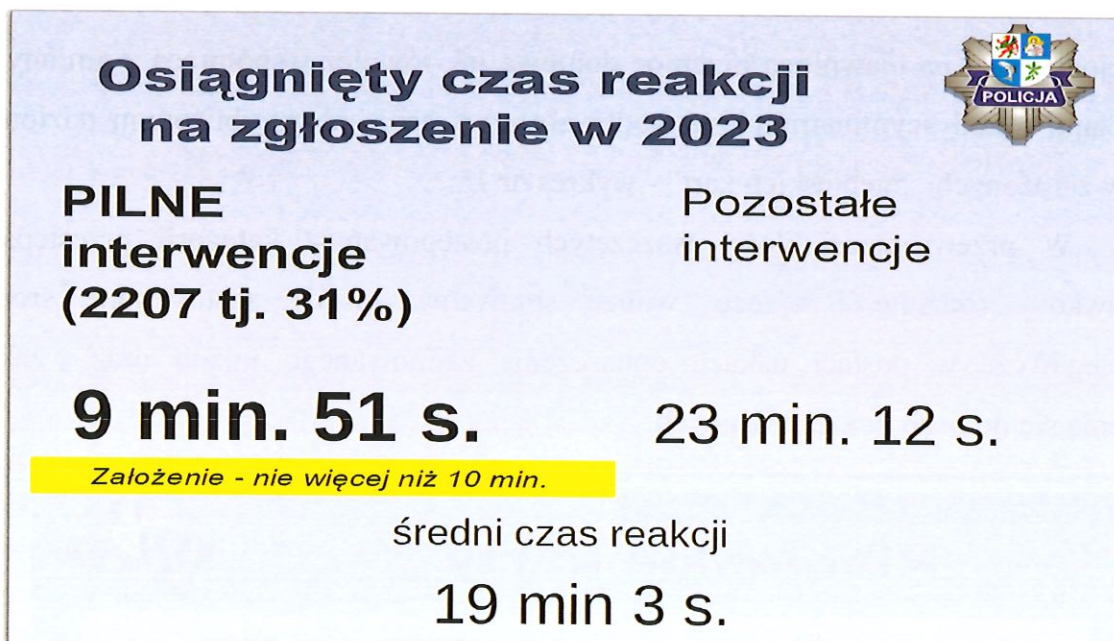 Osiągnięty czas reakcji
na zgłoszenie w 2023
POLICJA
PILNE
interwencje
(2207 tj. 31%)
Pozostałe
interwencje
9 min. 51 s.
23 min. 12 s.
Założenie - nie więcej niż 10 min.
średni czas reakcji
19 min 3 s.